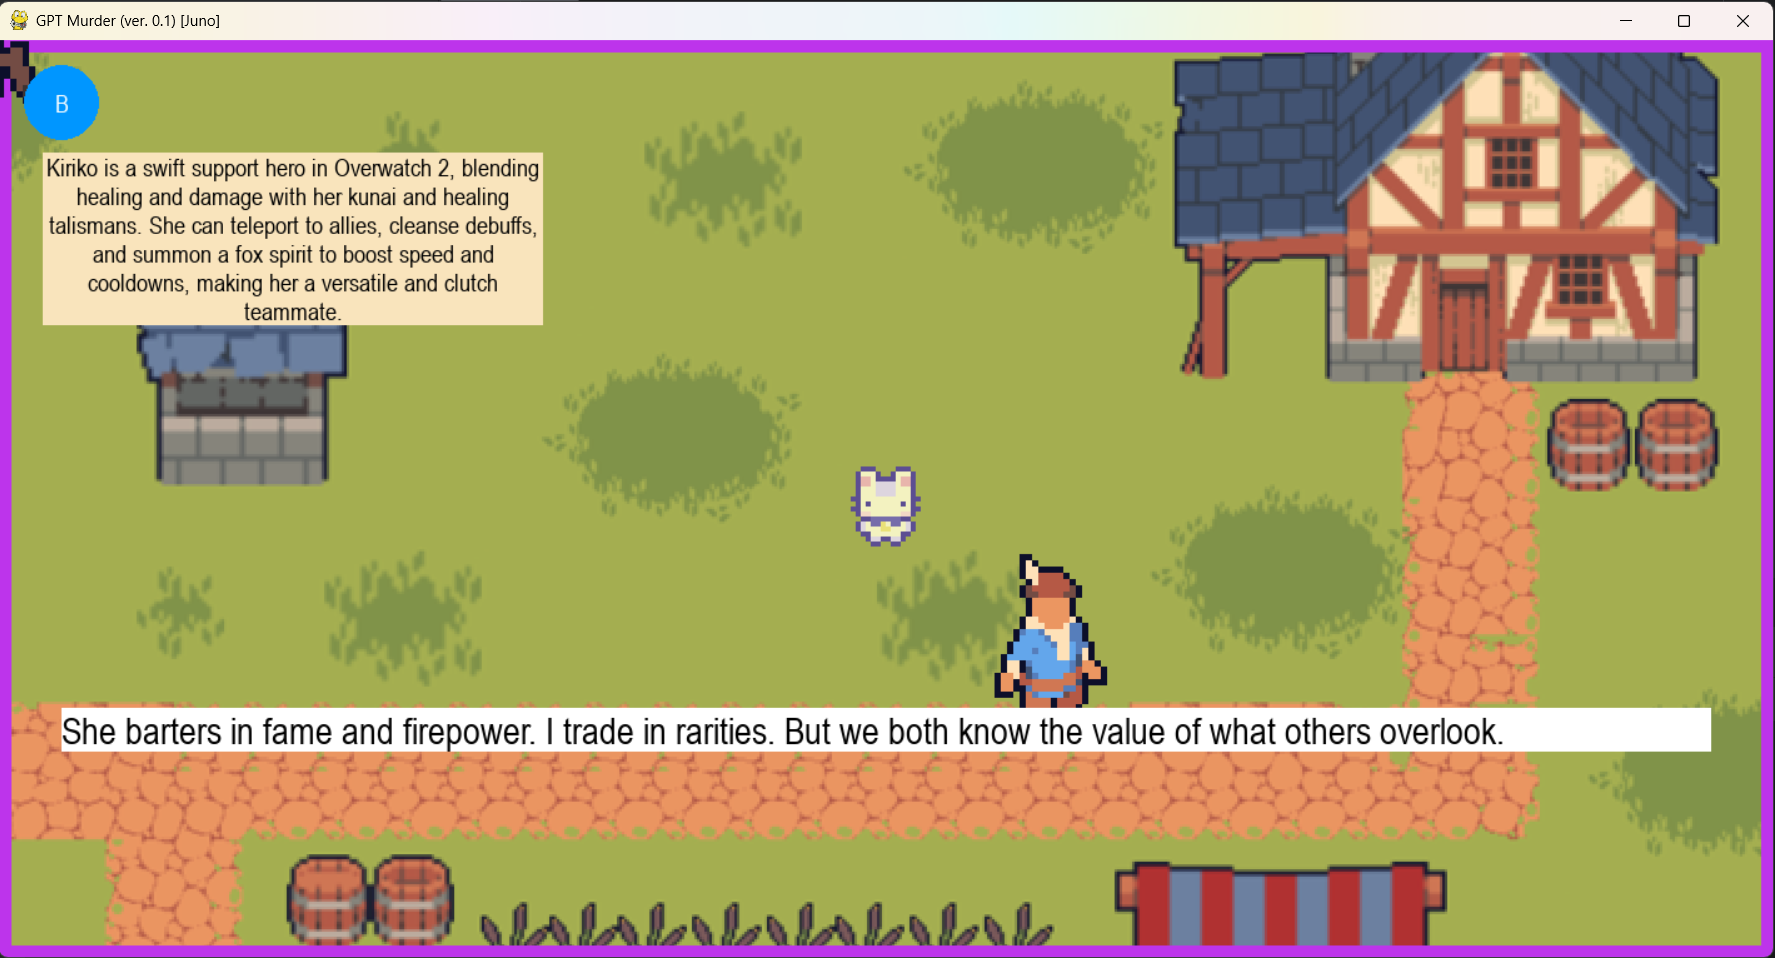 GPT Murder (ver. 0.1) [Juno]
B
Kiriko is a swift support hero in Overwatch 2, blending
healing and damage with her kunai and healing
talismans. She can teleport to allies, cleanse debuffs,
and summon a fox spirit to boost speed and
cooldowns, making her a versatile and clutch
teammate.
She barters in fame and firepower. I trade in rarities. But we both know the value of what others overlook.